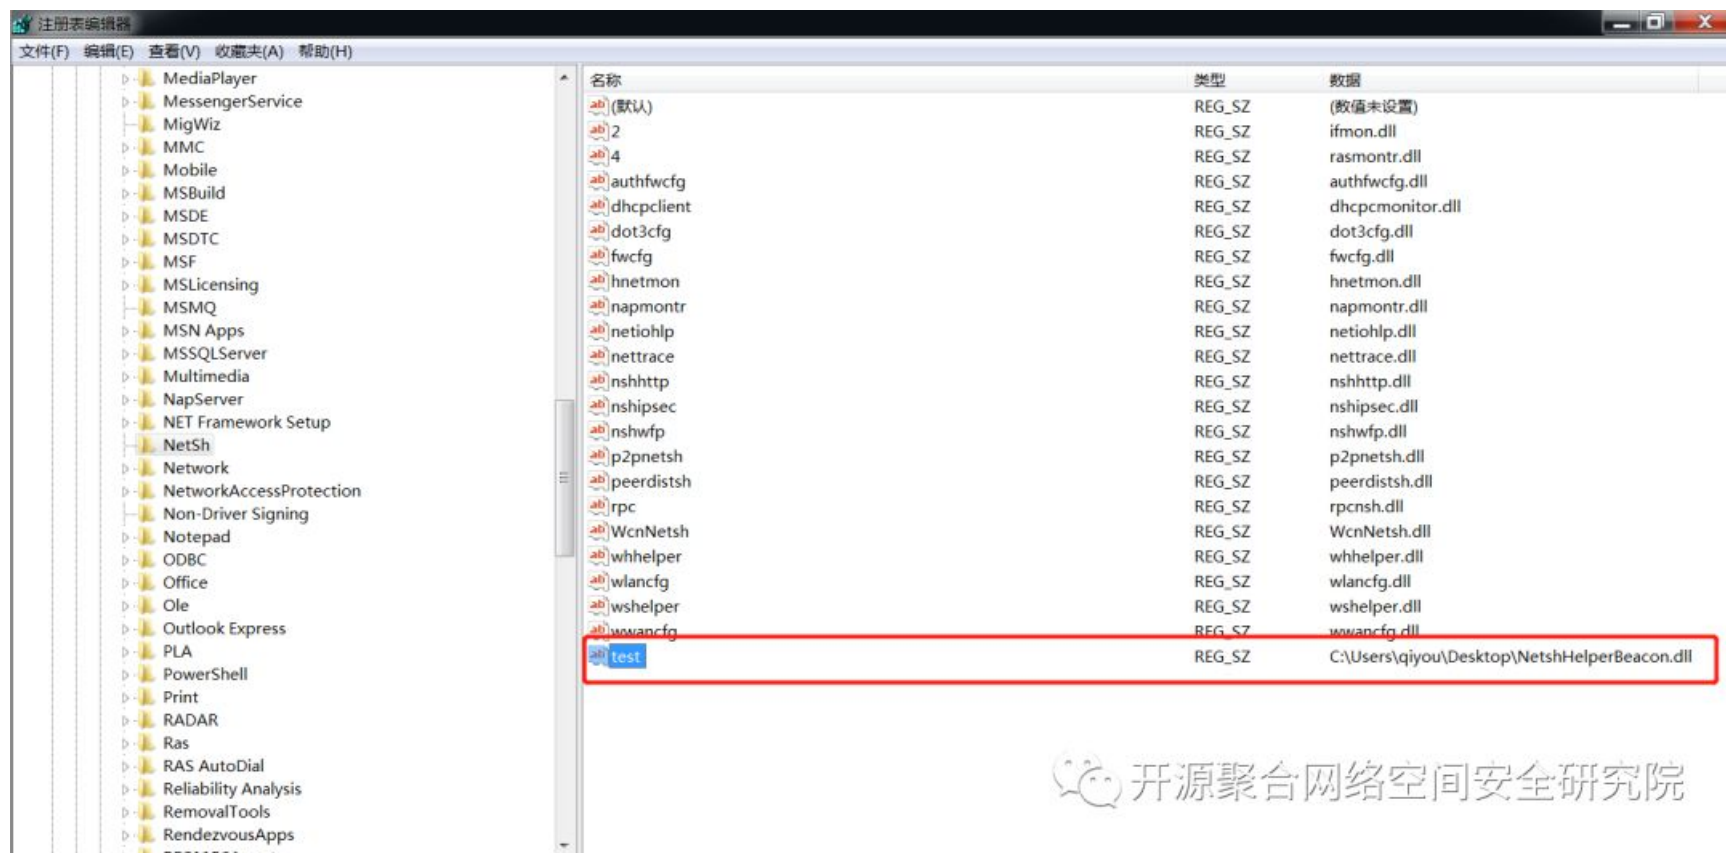 注册表编辑器
文件(F) 编辑(E) 查看(V) 收藏夹(A) 帮助(H)
MediaPlayer
MessengerService
MigWiz
MMC
Mobile
MSBuild
MSDE
MSDTC
MSF
MSLicensing
MSMQ
MSN Apps
MSSQLServer
Multimedia
NapServer
NET Framework Setup
NetSh
Network
NetworkAccessProtection
Non-Driver Signing
Notepad
ODBC
Office
Ole
Outlook Express
PLA
PowerShell
Print
RADAR
Ras
RAS AutoDial
Reliability Analysis
RemovalTools
RendezvousApps
名称 类型 数据
(默认) REG_SZ (数值未设置)
2 REG_SZ ifmon.dll
4 REG_SZ rasmontr.dll
authfwcfg REG_SZ authfwcfg.dll
dhcpclient REG_SZ dhcpcmonitor.dll
dot3cfg REG_SZ dot3cfg.dll
fwcfg REG_SZ fwcfg.dll
hnetmon REG_SZ hnetmon.dll
napmontr REG_SZ napmontr.dll
netiohlp REG_SZ netiohlp.dll
nettrace REG_SZ nettrace.dll
nshhttp REG_SZ nshhttp.dll
nshipsec REG_SZ nshipsec.dll
nshwfp REG_SZ nshwfp.dll
p2pnetsh REG_SZ p2pnetsh.dll
peerdistsh REG_SZ peerdistsh.dll
rpc REG_SZ rpcnsh.dll
WcnNetsh REG_SZ WcnNetsh.dll
whhelper REG_SZ whhelper.dll
wlancfg REG_SZ wlancfg.dll
wshelper REG_SZ wshelper.dll
wwancfg REG_SZ wwancfg.dll
test REG_SZ C:\Users\qiyou\Desktop\NetshHelperBeacon.dll
开源聚合网络空间安全研究院